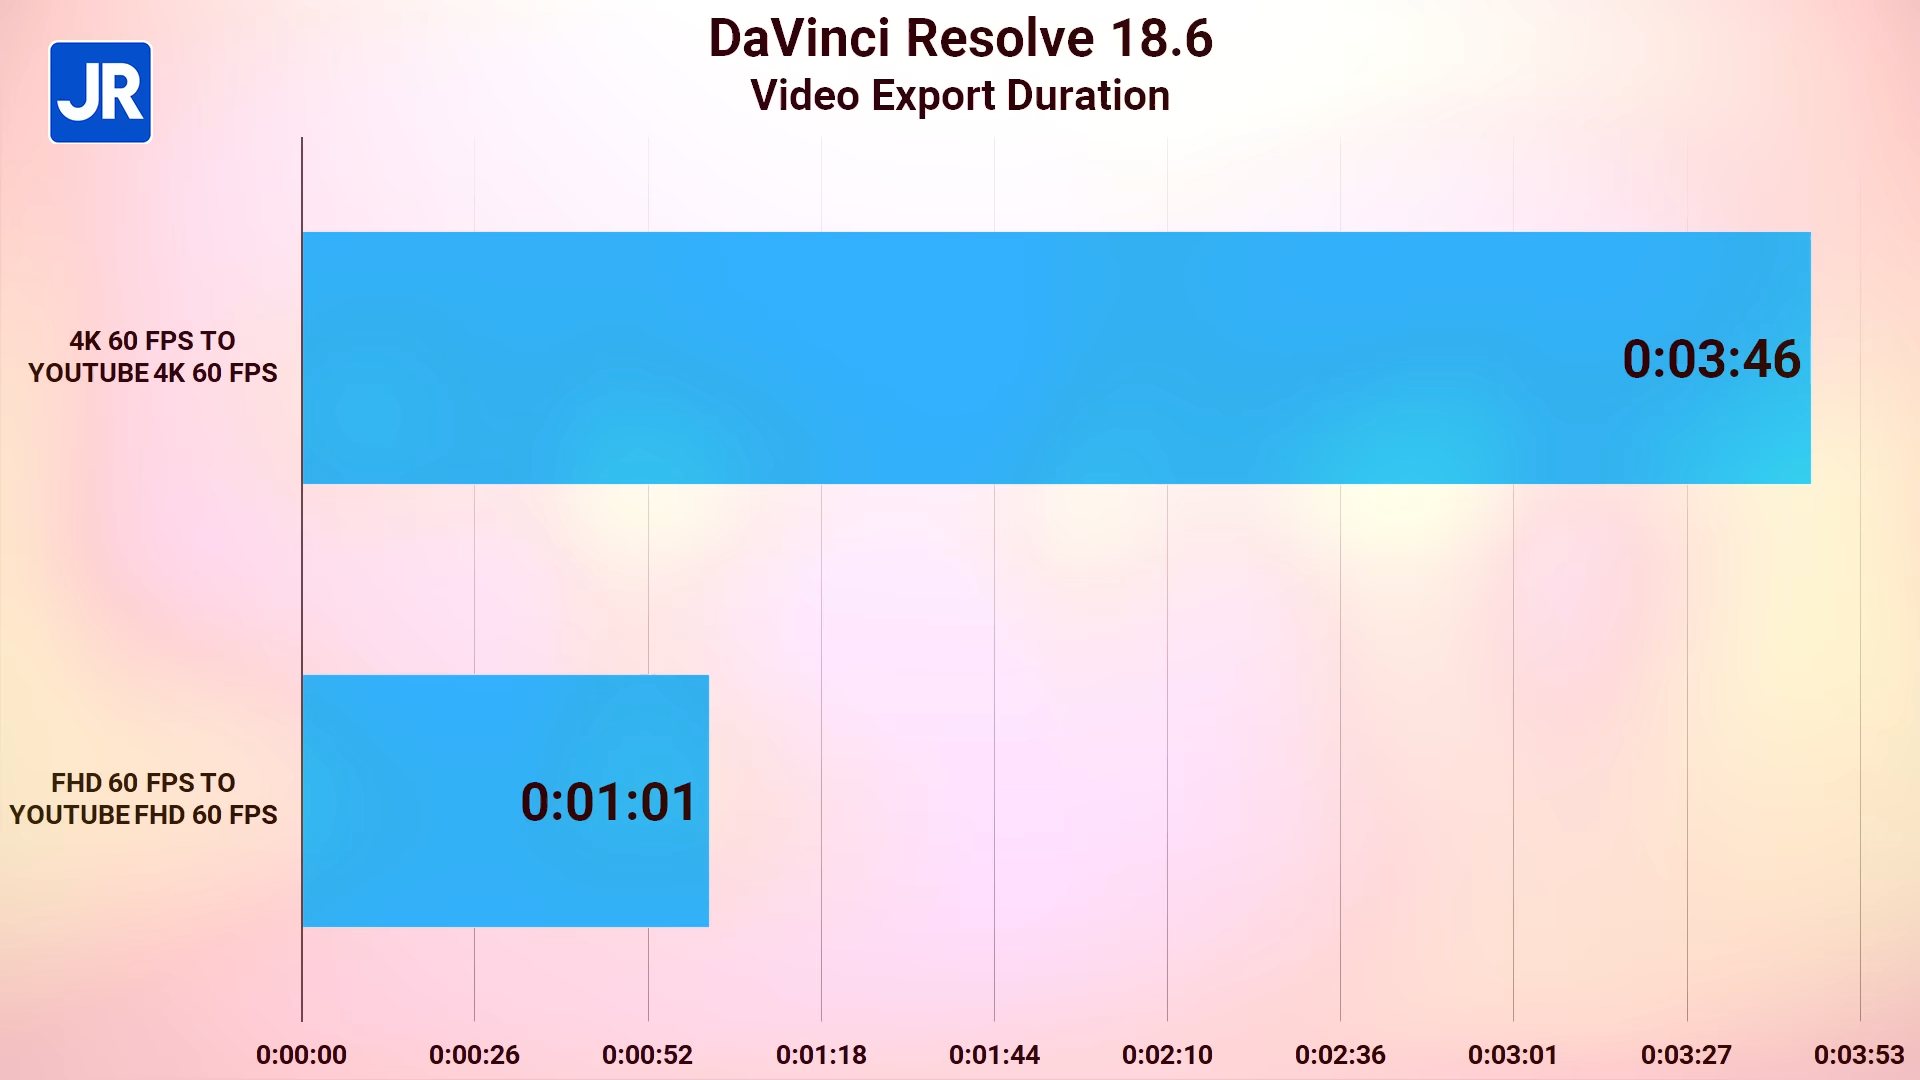 DaVinci Resolve 18.6
Video Export Duration
JR
4K 60 FPS TO
YOUTUBE 4K 60 FPS
0:03:46
FHD 60 FPS TO
YOUTUBE FHD 60 FPS
0:01:01
0:00:00 0:00:26 0:00:52 0:01:18 0:01:44 0:02:10 0:02:36 0:03:01 0:03:27 0:03:53